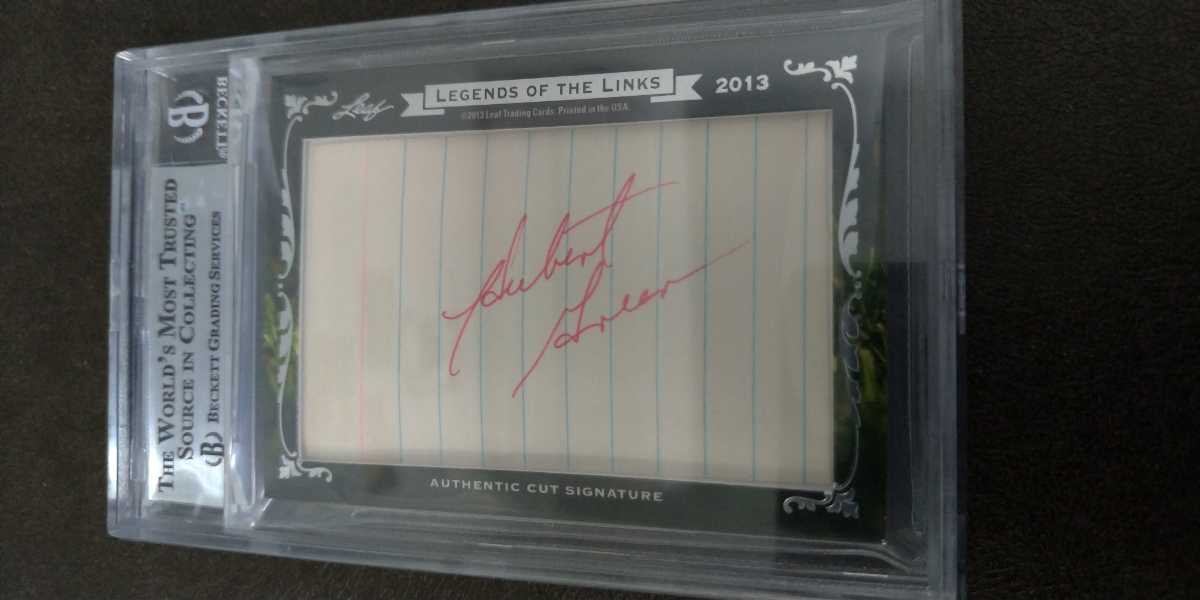 BECKETT®
B
THE WORLD'S MOST TRUSTED
SOURCE IN COLLECTING™
B BECKETT GRADING SERVICES
Leaf
LEGENDS OF THE LINKS
2013
©2013 Leaf Trading Cards. Printed in the USA.
Hubert
Green
AUTHENTIC CUT SIGNATURE